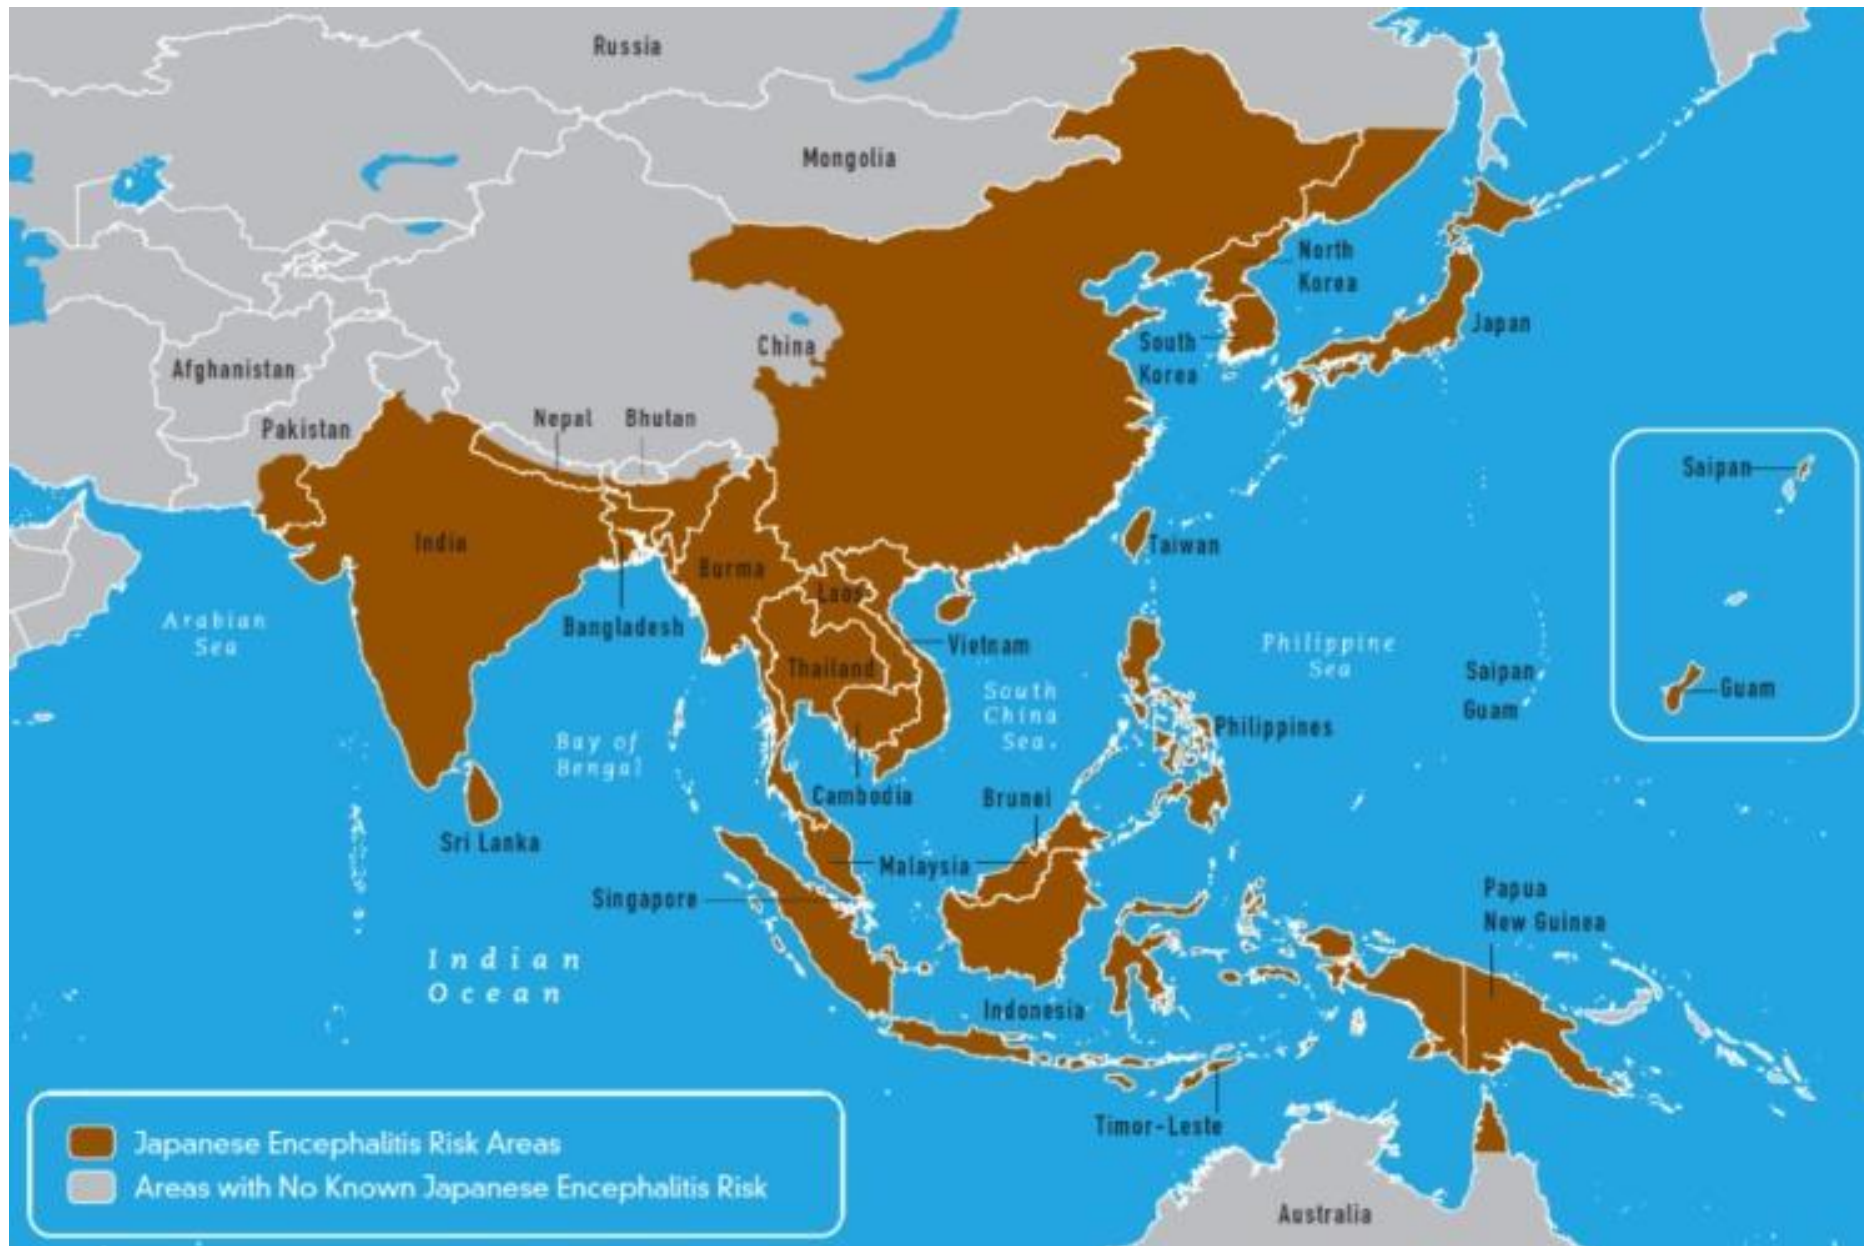 Russia
Mongolia
North
Korea
Japan
South
Korea
China
Afghanistan
Pakistan
Nepal
Bhutan
Saipan
India
Burma
Taiwan
Laos
Bangladesh
Arabian
Sea
Vietnam
Philippine
Sea
Thailand
South
China
Sea
Saipan
Guam
Guam
Philippines
Bay of
Bengal
Cambodia
Brunei
Sri Lanka
Malaysia
Singapore
Papua
New Guinea
Indian
Ocean
Indonesia
Timor-Leste
Japanese Encephalitis Risk Areas
Areas with No Known Japanese Encephalitis Risk
Australia